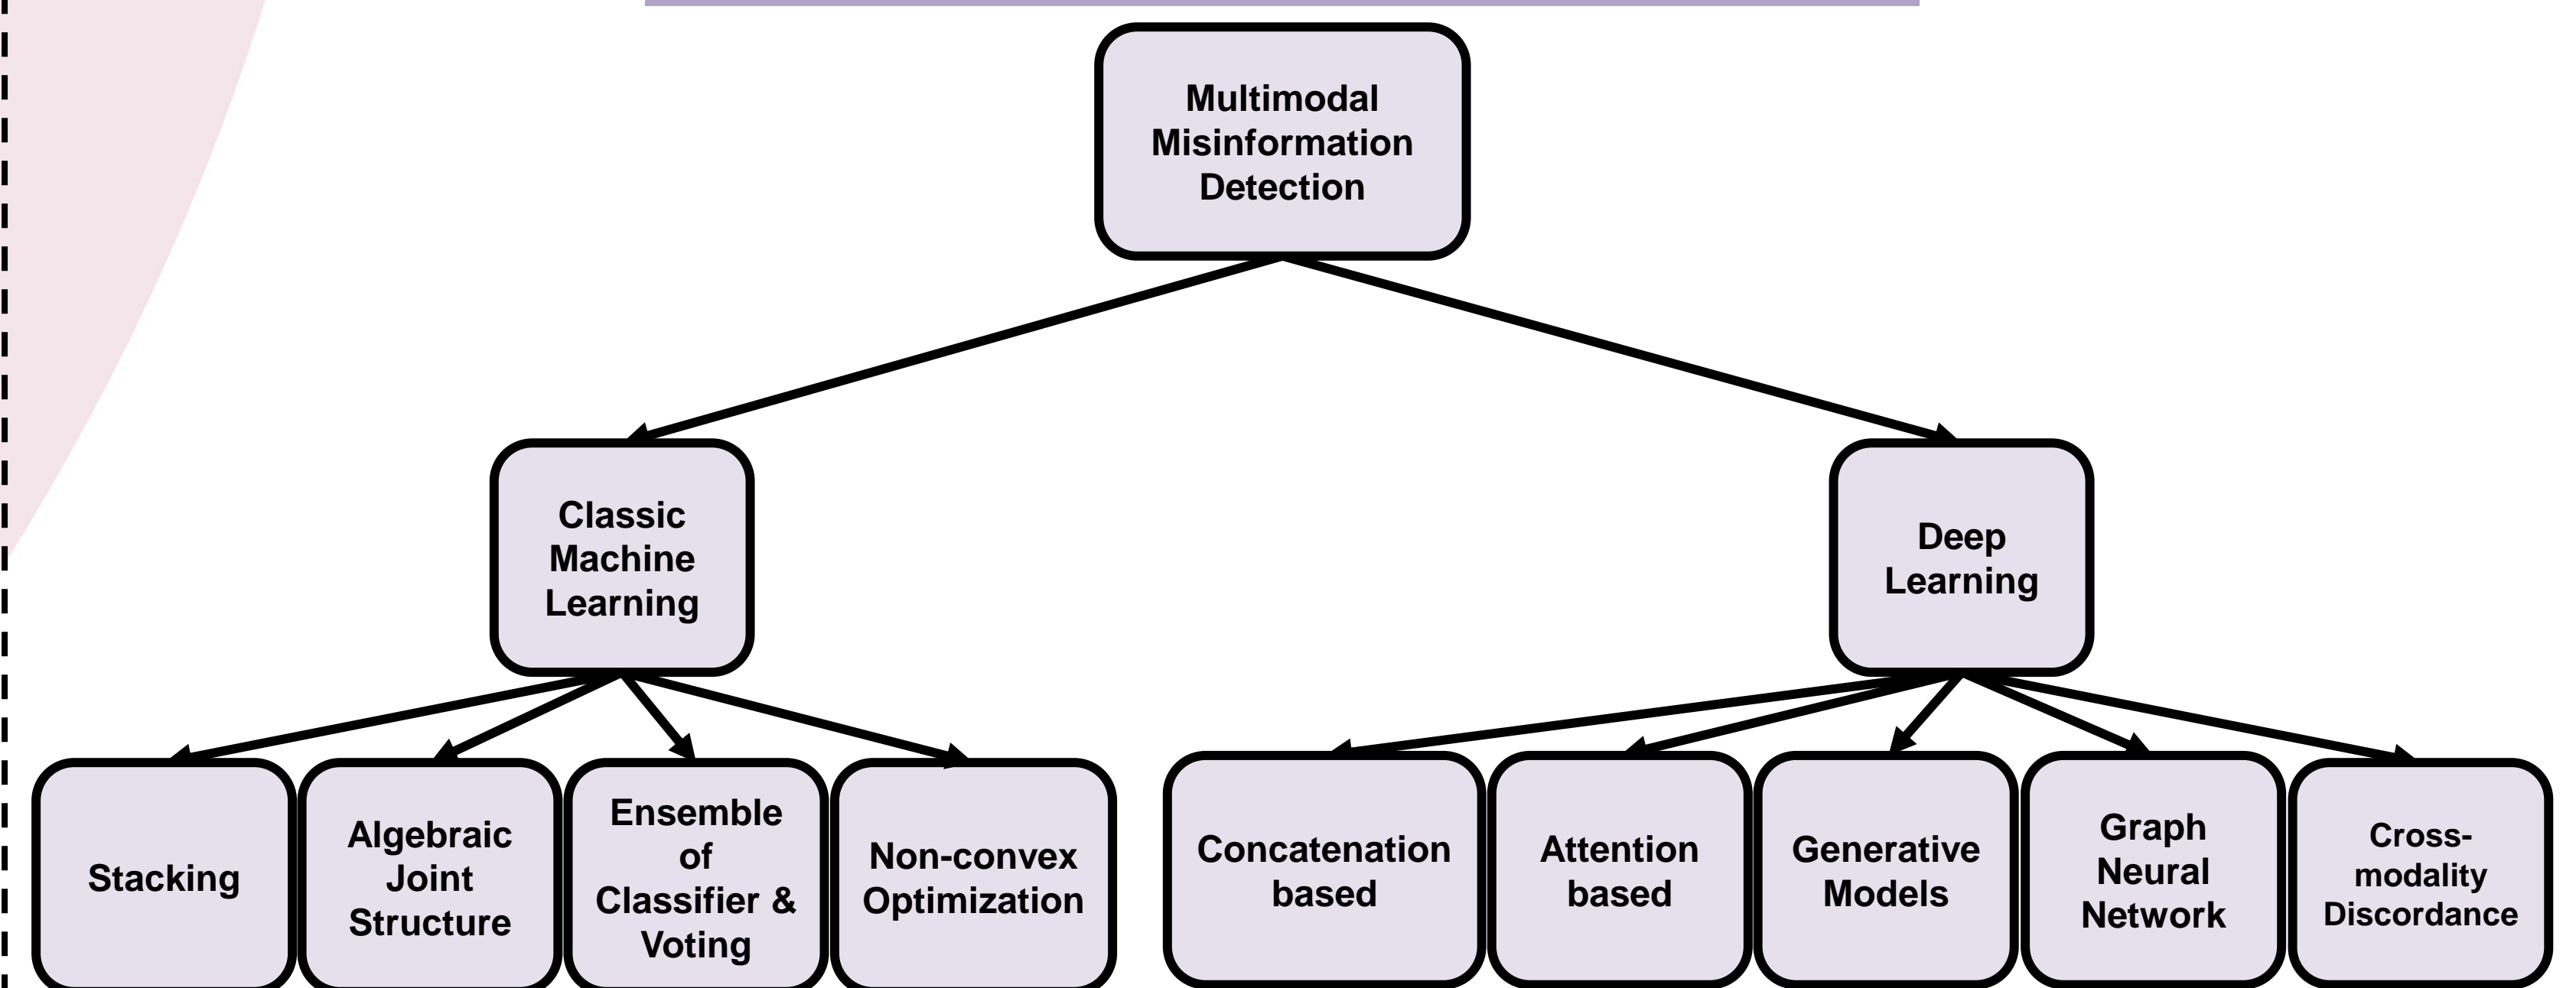 Multimodal
Misinformation
Detection
Classic
Machine
Learning
Deep
Learning
Stacking
Algebraic
Joint
Structure
Ensemble
of
Classifier &
Voting
Non-convex
Optimization
Concatenation
based
Attention
based
Generative
Models
Graph
Neural
Network
Cross-
modality
Discordance